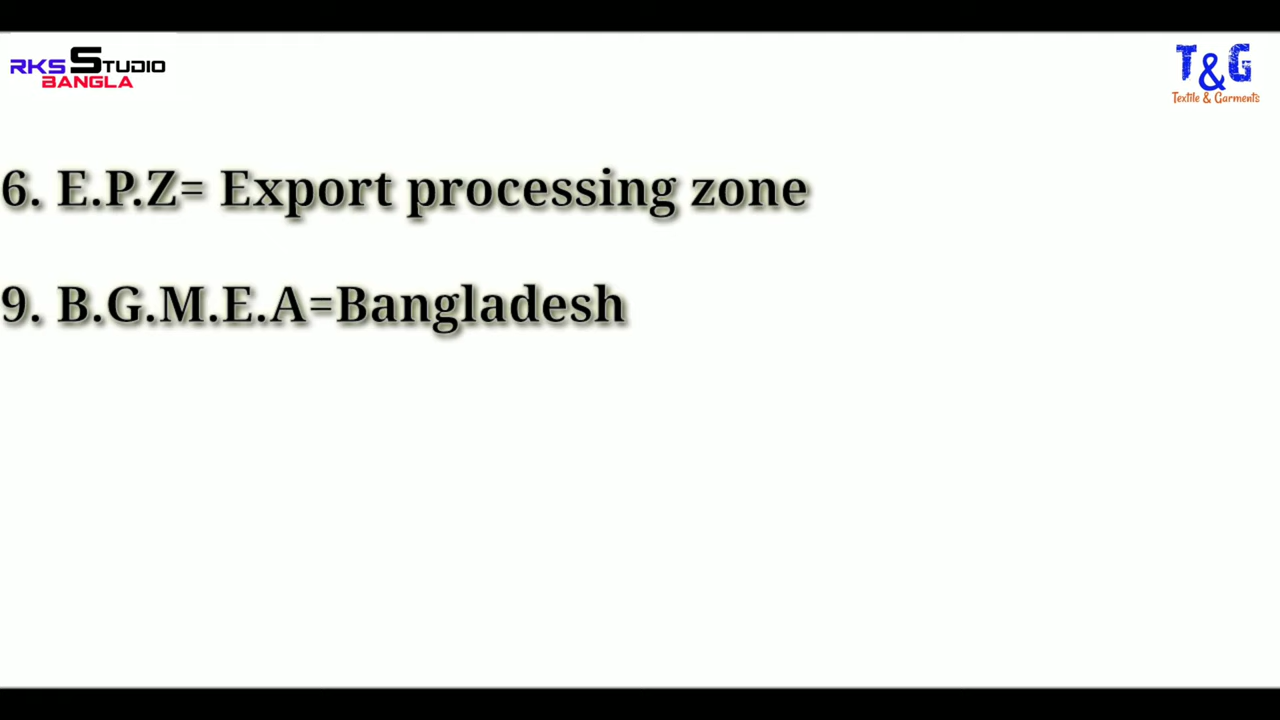 RKS STUDIO
BANGLA
T&G
Textile & Garments
6. E.P.Z= Export processing zone
9. B.G.M.E.A=Bangladesh